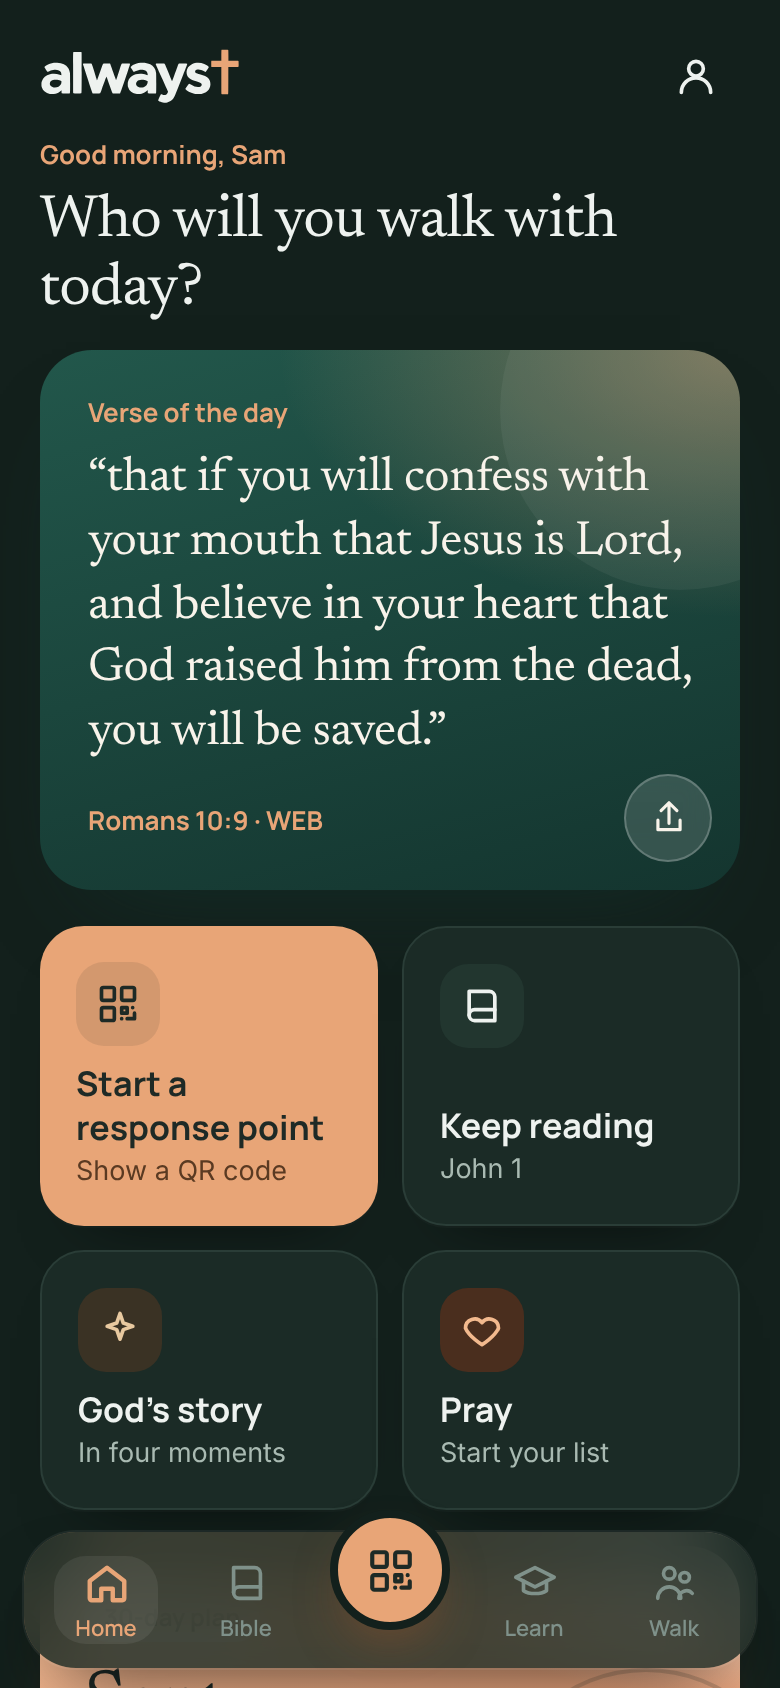 always
Good morning, Sam
Who will you walk with
today?
Verse of the day
“that if you will confess with
your mouth that Jesus is Lord,
and believe in your heart that
God raised him from the dead,
you will be saved.”
Romans 10:9 · WEB
Start a
response point
Show a QR code
Keep reading
John 1
God’s story
In four moments
Pray
Start your list
Home
Bible
Learn
Walk